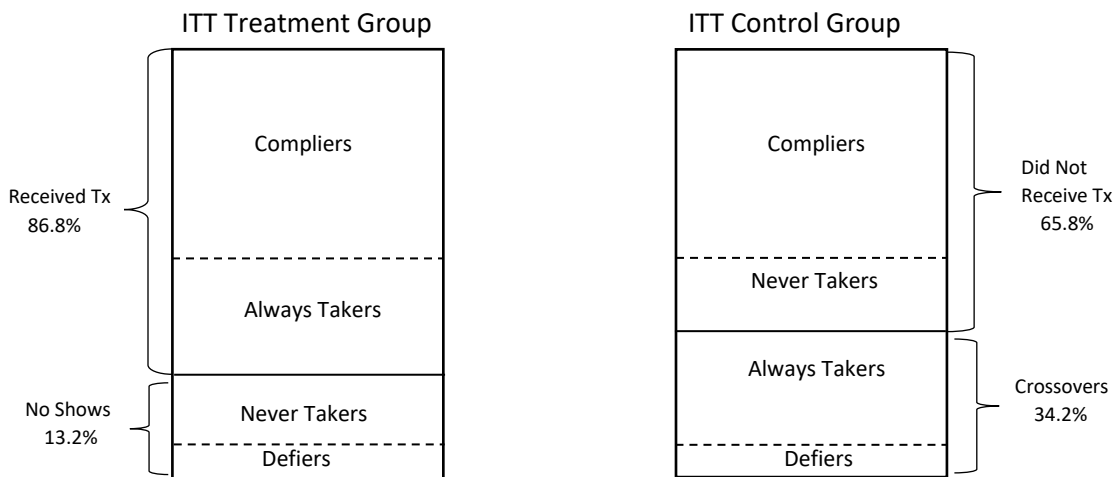 ITT Treatment Group
Received Tx
86.8%
No Shows
13.2%
Compliers
Always Takers
Never Takers
Defiers
ITT Control Group
Compliers
Never Takers
Always Takers
Defiers
Did Not
Receive Tx
65.8%
Crossovers
34.2%